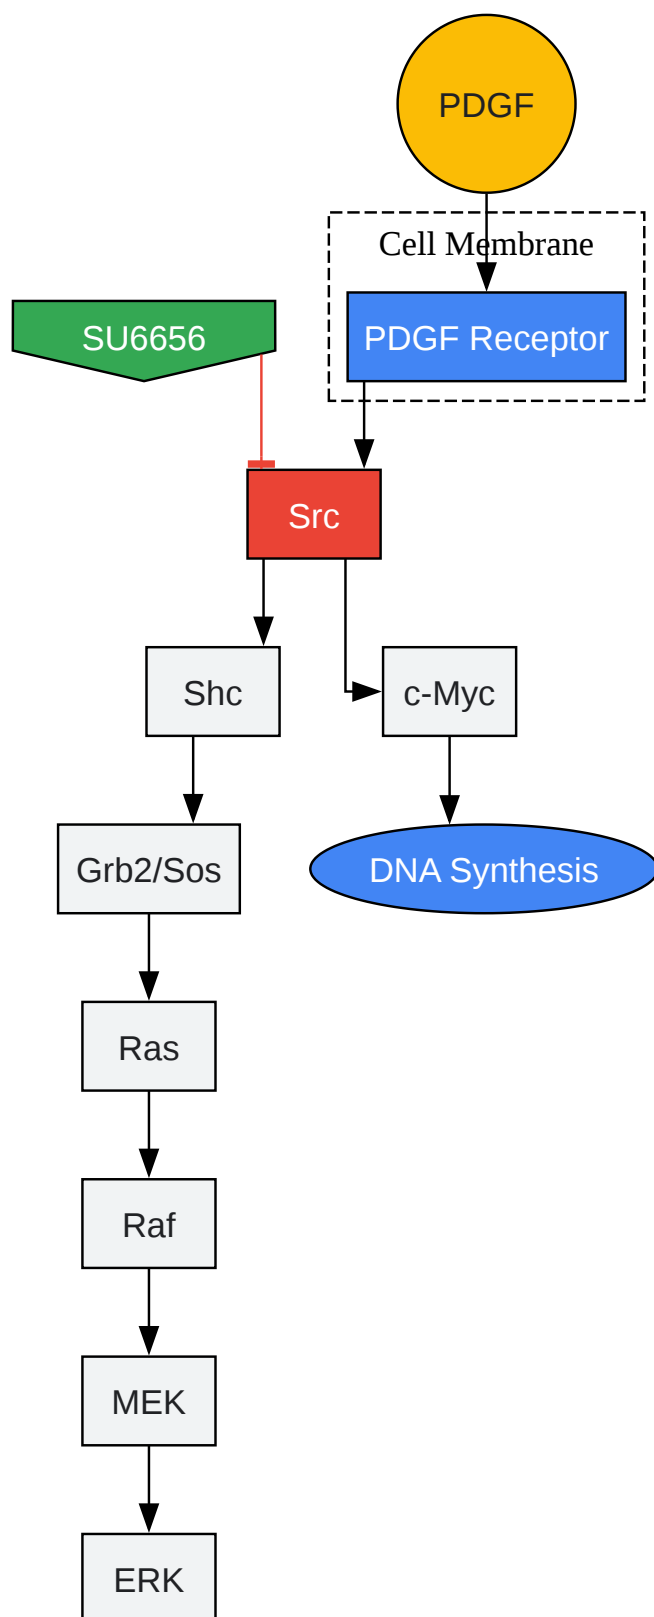 PDGF
Cell Membrane
SU6656
PDGF Receptor
Src
Shc
c-Myc
Grb2/Sos
DNA Synthesis
Ras
Raf
MEK
ERK